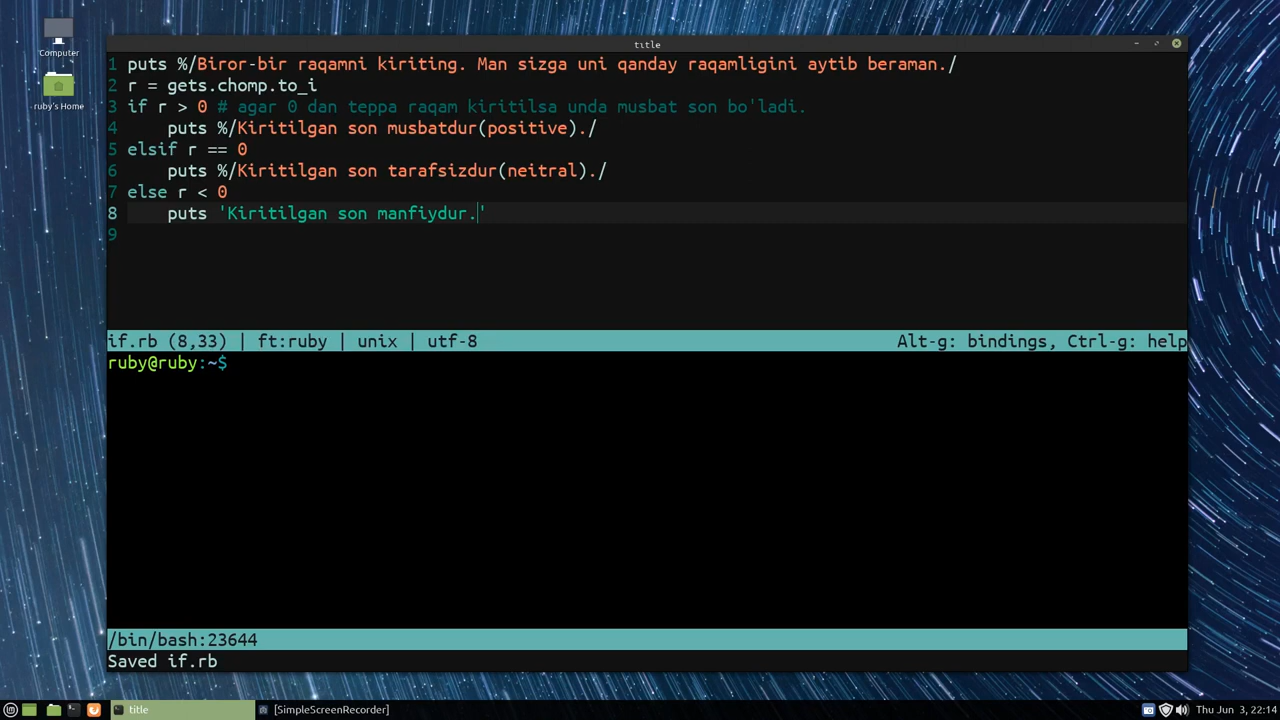 Computer
ruby's Home
title
1 puts %/Biror-bir raqamni kiriting. Man sizga uni qanday raqamligini aytib beraman./
2 r = gets.chomp.to_i
3 if r > 0 # agar 0 dan teppa raqam kiritilsa unda musbat son bo'ladi.
4     puts %/Kiritilgan son musbatdur(positive)./
5 elsif r == 0
6     puts %/Kiritilgan son tarafsizdur(neitral)./
7 else r < 0
8     puts 'Kiritilgan son manfiydur.'
9
if.rb (8,33) | ft:ruby | unix | utf-8 Alt-g: bindings, Ctrl-g: help
ruby@ruby:~$
/bin/bash:23644
Saved if.rb
title [SimpleScreenRecorder] Thu Jun 3, 22:14